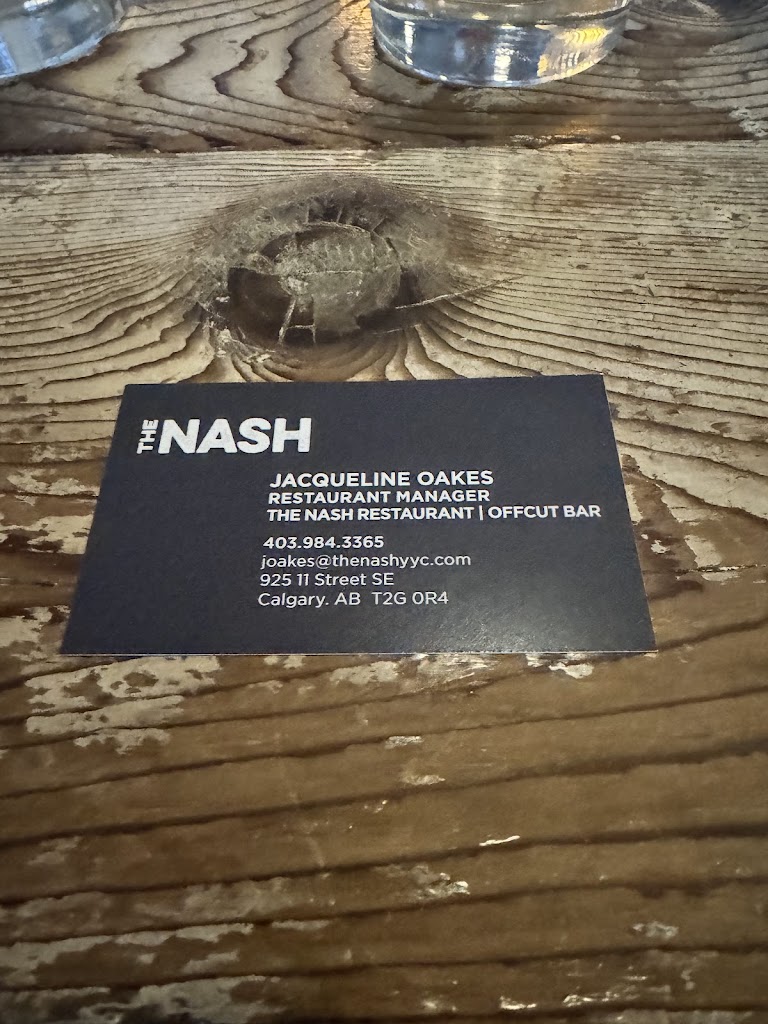 THE NASH
JACQUELINE OAKES
RESTAURANT MANAGER
THE NASH RESTAURANT | OFFCUT BAR
403.984.3365
joakes@thenashyyc.com
925 11 Street SE
Calgary. AB T2G 0R4